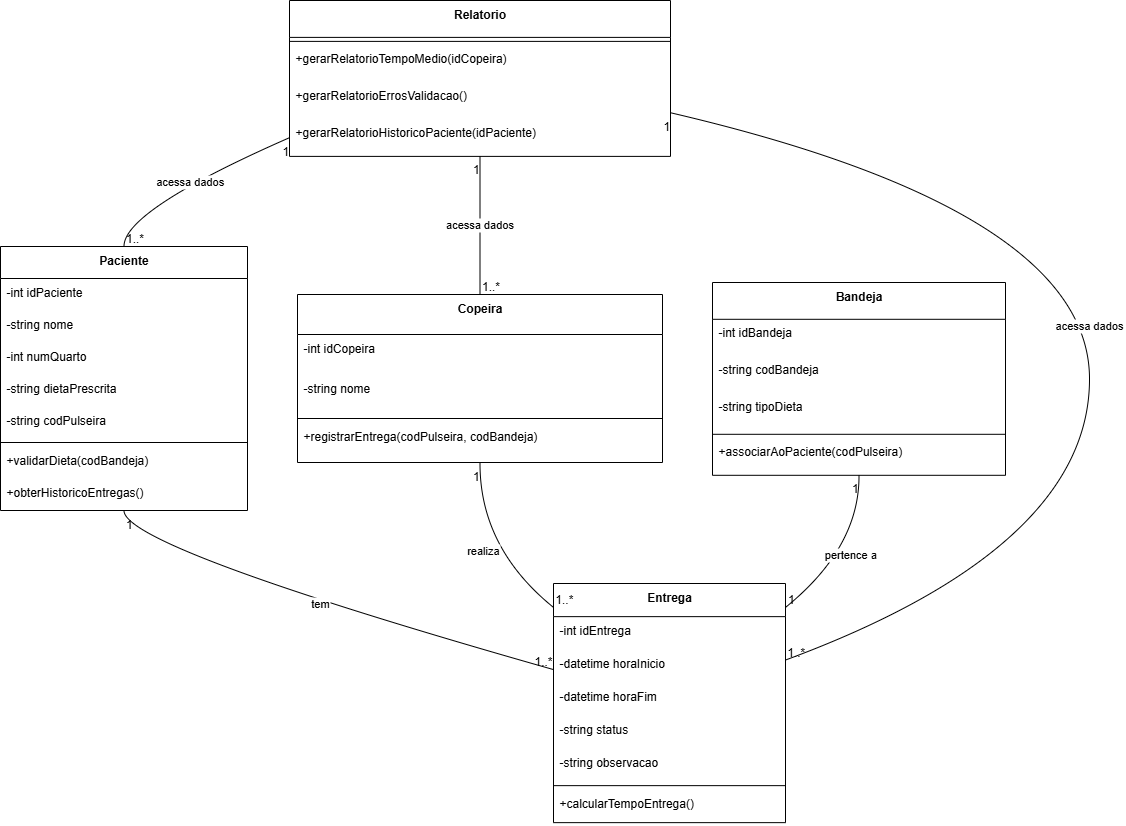 Relatorio
+gerarRelatorioTempoMedio(idCopeira)
+gerarRelatorioErrosValidacao()
+gerarRelatorioHistoricoPaciente(idPaciente)
1
1
1
acessa dados
acessa dados
acessa dados
1..*
1..*
Paciente
-int idPaciente
-string nome
-int numQuarto
-string dietaPrescrita
-string codPulseira
+validarDieta(codBandeja)
+obterHistoricoEntregas()
Copeira
-int idCopeira
-string nome
+registrarEntrega(codPulseira, codBandeja)
Bandeja
-int idBandeja
-string codBandeja
-string tipoDieta
+associarAoPaciente(codPulseira)
1
1
1
realiza
pertence a
tem
1..*
1
1..*
1..*
Entrega
-int idEntrega
-datetime horaInicio
-datetime horaFim
-string status
-string observacao
+calcularTempoEntrega()